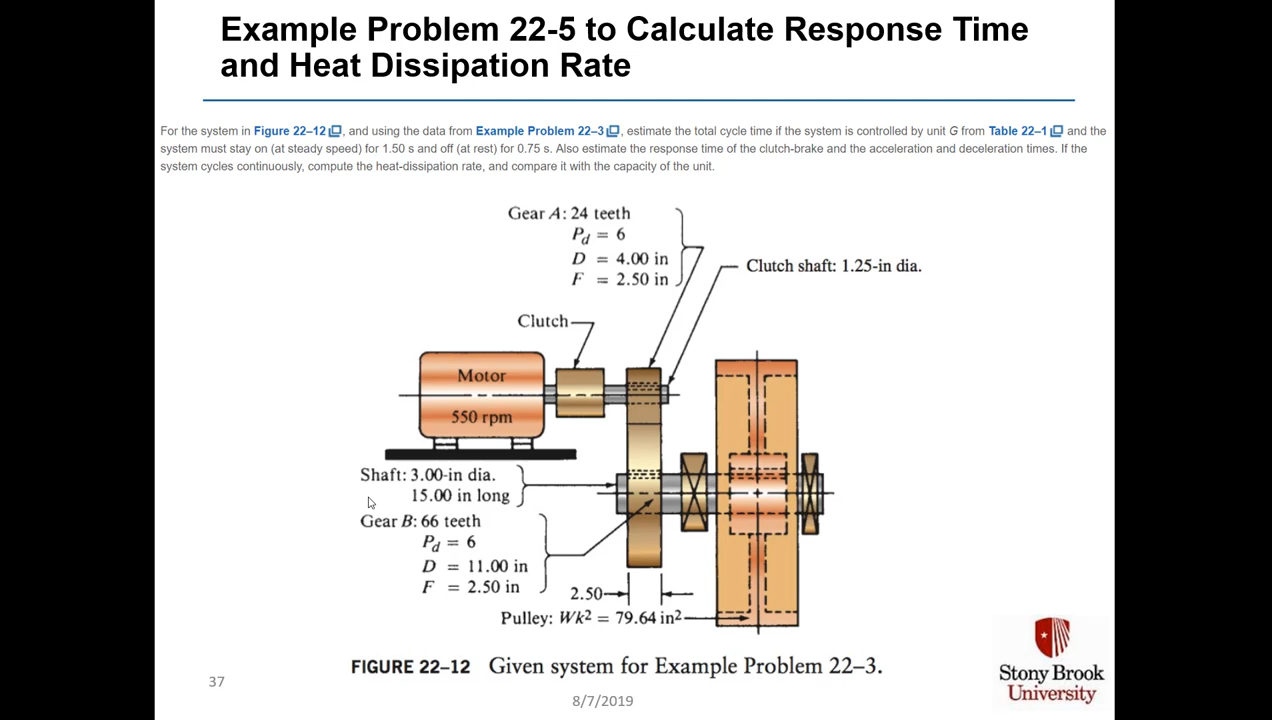 Example Problem 22-5 to Calculate Response Time
and Heat Dissipation Rate
For the system in Figure 22–12, and using the data from Example Problem 22–3, estimate the total cycle time if the system is controlled by unit G from Table 22–1 and the
system must stay on (at steady speed) for 1.50 s and off (at rest) for 0.75 s. Also estimate the response time of the clutch-brake and the acceleration and deceleration times. If the
system cycles continuously, compute the heat-dissipation rate, and compare it with the capacity of the unit.
Gear A: 24 teeth
Pd = 6
D = 4.00 in
F = 2.50 in
Clutch shaft: 1.25-in dia.
Clutch
Motor
550 rpm
Shaft: 3.00-in dia.
15.00 in long
Gear B: 66 teeth
Pd = 6
D = 11.00 in
F = 2.50 in
2.50
Pulley: Wk² = 79.64 in²
FIGURE 22–12 Given system for Example Problem 22–3.
37
8/7/2019
Stony Brook
University